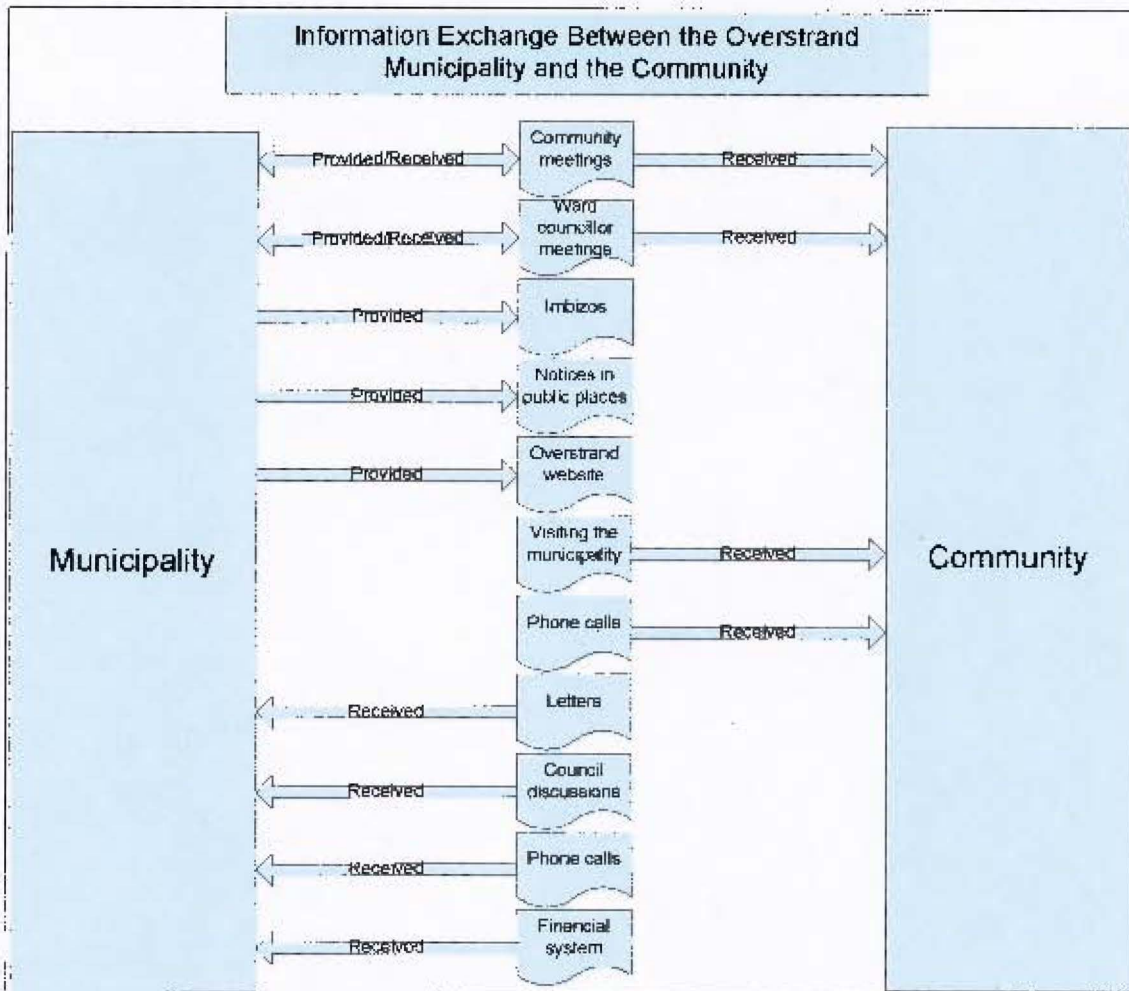 Information Exchange Between the Overstrand
Municipality and the Community
Municipality
Provided/Received
Community
meetings
Received
Provided/Received
Ward
councillor
meetings
Received
Provided
Imbizos
Provided
Notices in
public places
Provided
Overstrand
website
Visiting the
municipality
Received
Phone calls
Received
Received
Letters
Received
Council
discussions
Received
Phone calls
Received
Financial
system
Community